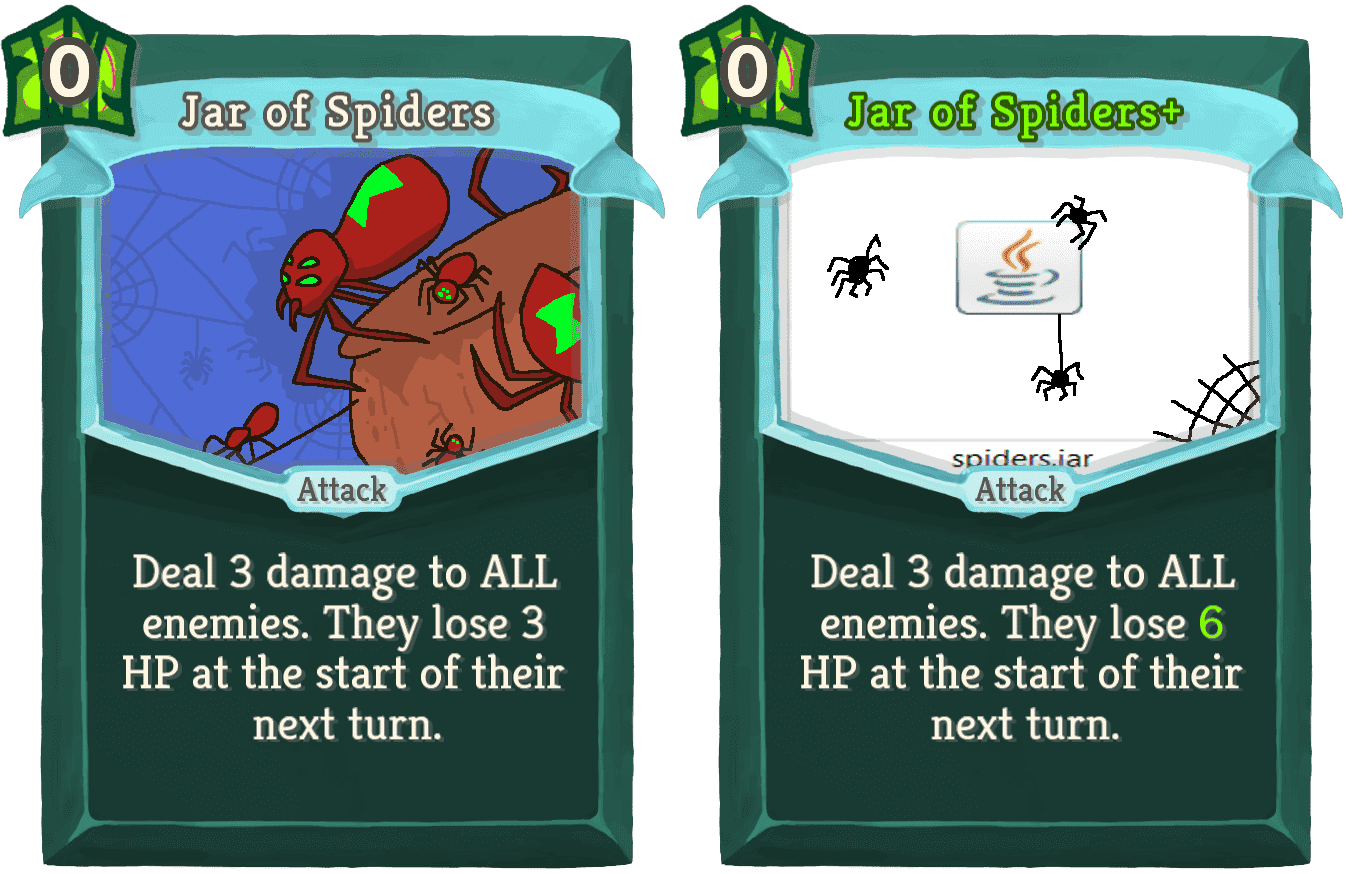 0
Jar of Spiders
Attack
Deal 3 damage to ALL
enemies. They lose 3
HP at the start of their
next turn.
0
Jar of Spiders+
spiders.jar
Attack
Deal 3 damage to ALL
enemies. They lose 6
HP at the start of their
next turn.